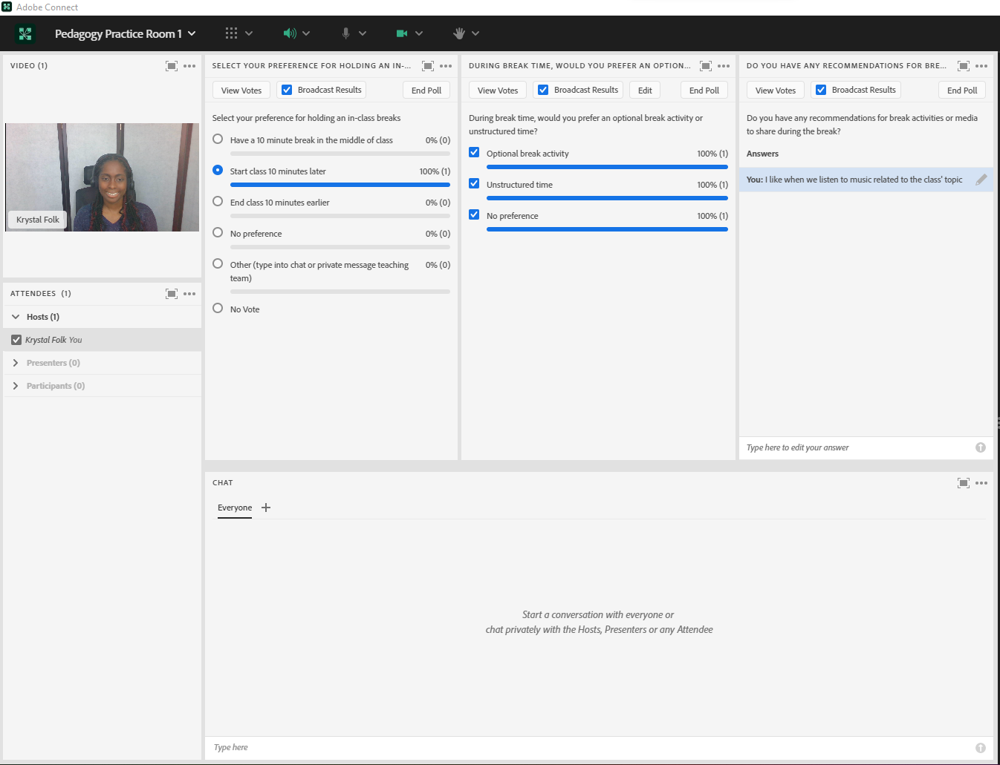 Adobe Connect
Pedagogy Practice Room 1
VIDEO (1)
Krystal Folk
ATTENDEES (1)
Hosts (1)
Krystal Folk You
Presenters (0)
Participants (0)
SELECT YOUR PREFERENCE FOR HOLDING AN IN-...
View Votes
Broadcast Results
End Poll
Select your preference for holding an in-class breaks
Have a 10 minute break in the middle of class 0% (0)
Start class 10 minutes later 100% (1)
End class 10 minutes earlier 0% (0)
No preference 0% (0)
Other (type into chat or private message teaching 0% (0)
team)
No Vote
DURING BREAK TIME, WOULD YOU PREFER AN OPTION...
View Votes
Broadcast Results
Edit
End Poll
During break time, would you prefer an optional break activity or
unstructured time?
Optional break activity 100% (1)
Unstructured time 100% (1)
No preference 100% (1)
DO YOU HAVE ANY RECOMMENDATIONS FOR BRE...
View Votes
Broadcast Results
End Poll
Do you have any recommendations for break activities or media
to share during the break?
Answers
You: I like when we listen to music related to the class' topic
Type here to edit your answer
CHAT
Everyone
Start a conversation with everyone or
chat privately with the Hosts, Presenters or any Attendee
Type here